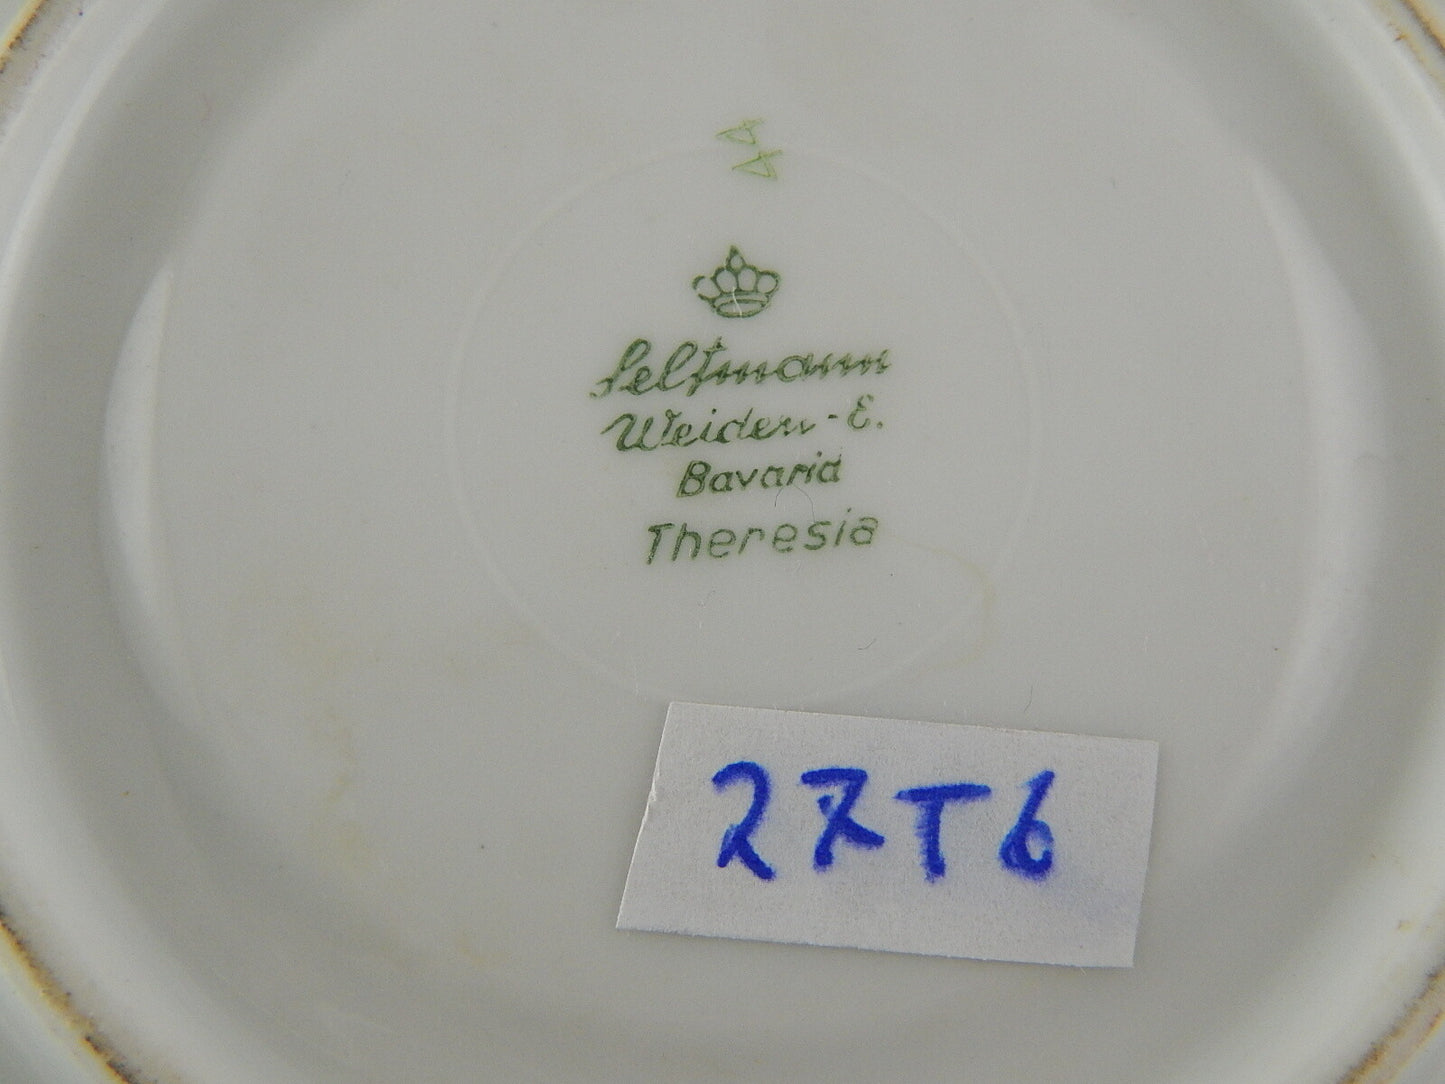 44
Seltmann
Weiden-E.
Bavaria
Theresia
27T6